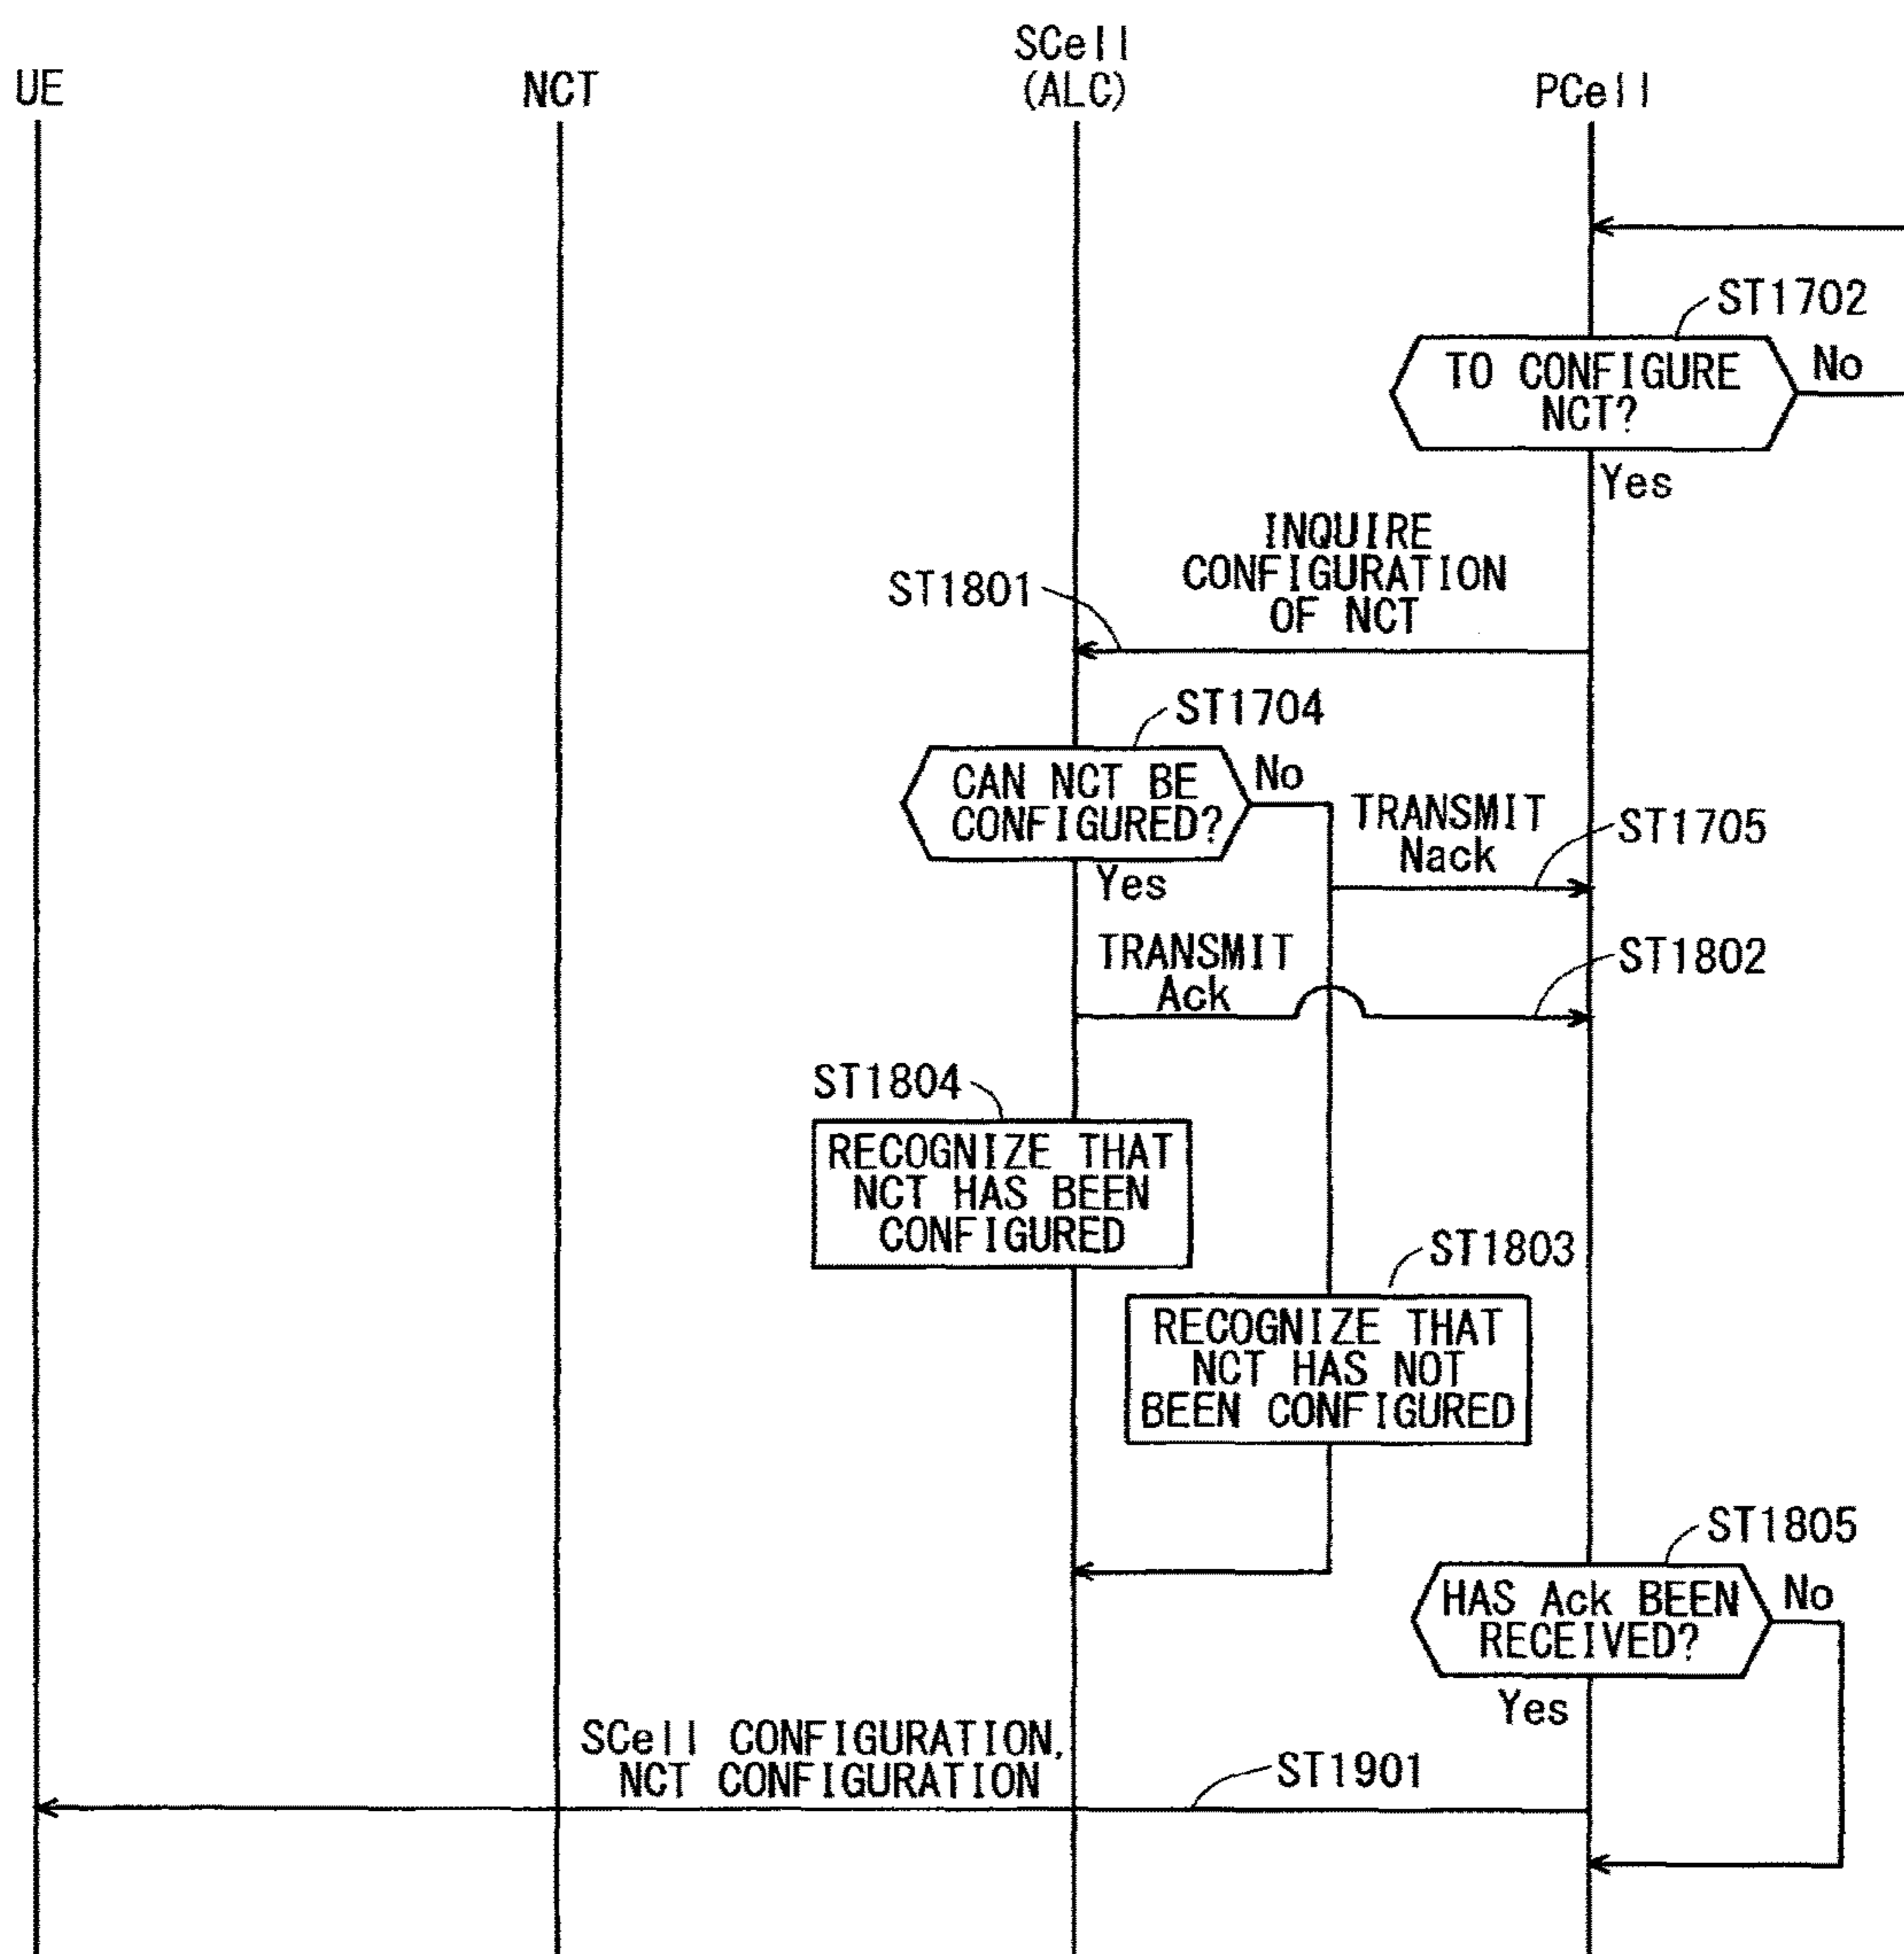 UE
NCT
SCell
(ALC)
PCell
ST1702
TO CONFIGURE
NCT?
No
Yes
INQUIRE
CONFIGURATION
OF NCT
ST1801
ST1704
CAN NCT BE
CONFIGURED?
No
Yes
TRANSMIT
Nack
ST1705
TRANSMIT
Ack
ST1802
ST1804
RECOGNIZE THAT
NCT HAS BEEN
CONFIGURED
ST1803
RECOGNIZE THAT
NCT HAS NOT
BEEN CONFIGURED
ST1805
HAS Ack BEEN
RECEIVED?
No
Yes
SCell CONFIGURATION,
NCT CONFIGURATION
ST1901